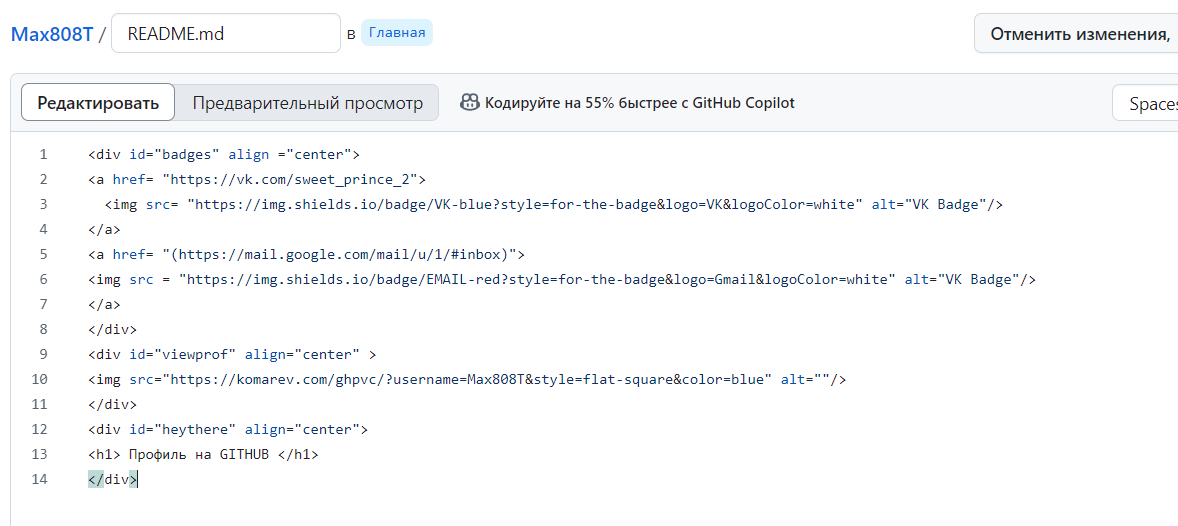 Max808T / README.md в Главная Отменить изменения,
Редактировать Предварительный просмотр Кодируйте на 55% быстрее с GitHub Copilot Spaces
1 <div id="badges" align ="center">
2 <a href= "https://vk.com/sweet_prince_2">
3 <img src= "https://img.shields.io/badge/VK-blue?style=for-the-badge&logo=VK&logoColor=white" alt="VK Badge"/>
4 </a>
5 <a href= "(https://mail.google.com/mail/u/1/#inbox)">
6 <img src = "https://img.shields.io/badge/EMAIL-red?style=for-the-badge&logo=Gmail&logoColor=white" alt="VK Badge"/>
7 </a>
8 </div>
9 <div id="viewprof" align="center" >
10 <img src="https://komarev.com/ghpvc/?username=Max808T&style=flat-square&color=blue" alt=""/>
11 </div>
12 <div id="heythere" align="center">
13 <h1> Профиль на GITHUB </h1>
14 </div>